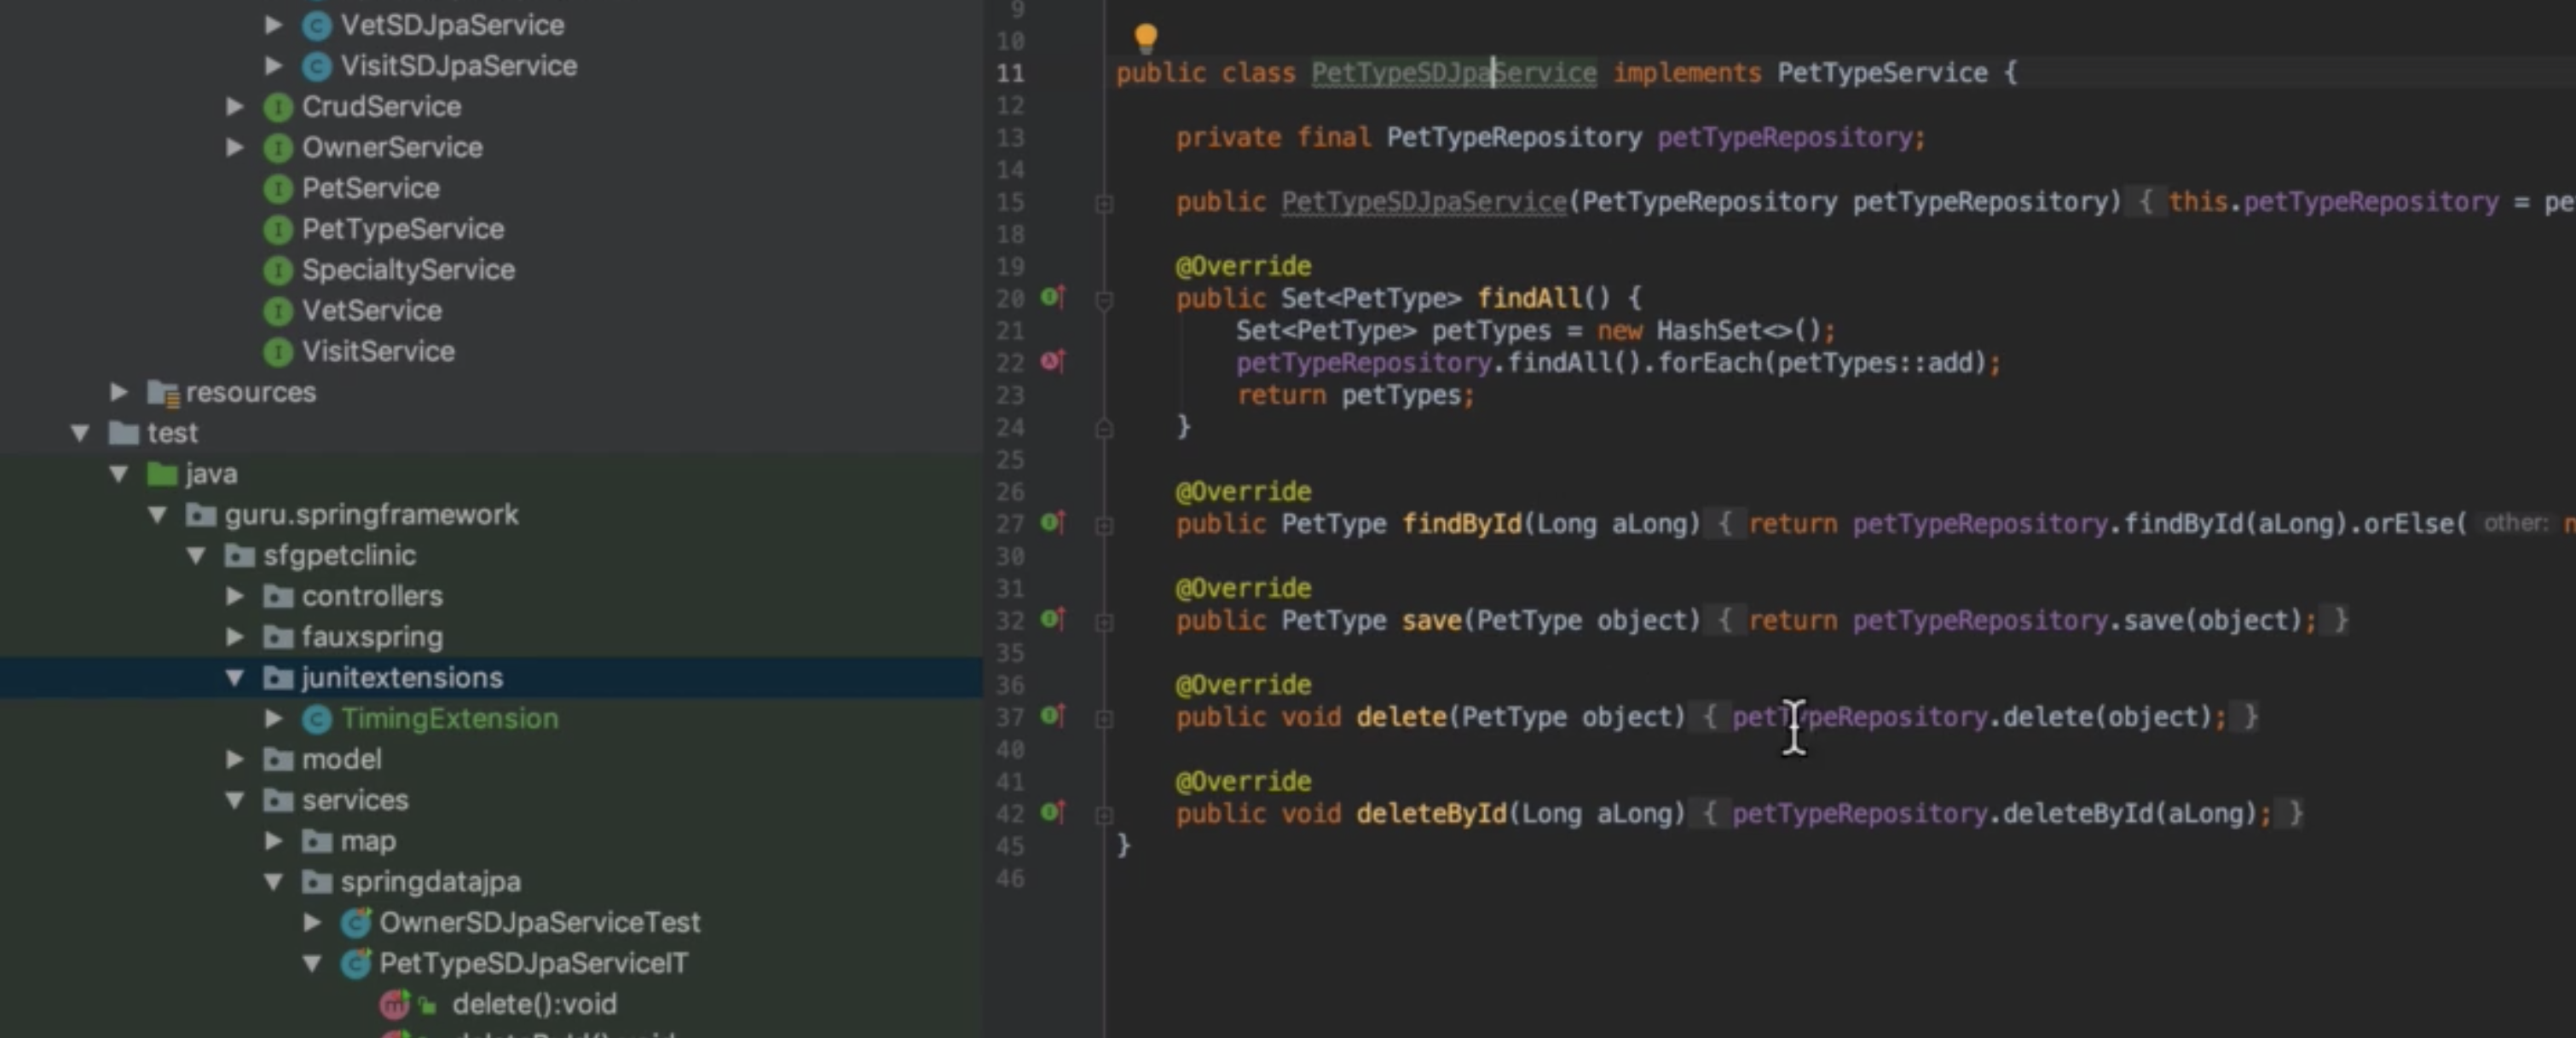 VetSDJpaService
VisitSDJpaService
CrudService
OwnerService
PetService
PetTypeService
SpecialtyService
VetService
VisitService
resources
test
java
guru.springframework
sfgpetclinic
controllers
fauxspring
junitextensions
TimingExtension
model
services
map
springdatajpa
OwnerSDJpaServiceTest
PetTypeSDJpaServiceIT
delete():void
9
10
11 public class PetTypeSDJpaService implements PetTypeService {
12
13 private final PetTypeRepository petTypeRepository;
14
15 public PetTypeSDJpaService(PetTypeRepository petTypeRepository) { this.petTypeRepository = pe
18
19 @Override
20 public Set<PetType> findAll() {
21 Set<PetType> petTypes = new HashSet<>();
22 petTypeRepository.findAll().forEach(petTypes::add);
23 return petTypes;
24 }
25
26 @Override
27 public PetType findById(Long aLong) { return petTypeRepository.findById(aLong).orElse( other: n
30
31 @Override
32 public PetType save(PetType object) { return petTypeRepository.save(object); }
35
36 @Override
37 public void delete(PetType object) { petTypeRepository.delete(object); }
40
41 @Override
42 public void deleteById(Long aLong) { petTypeRepository.deleteById(aLong); }
45 }
46